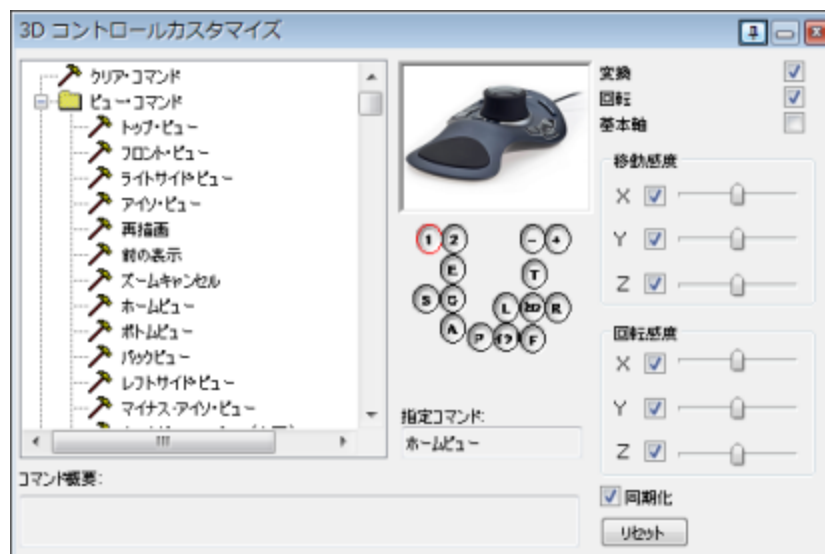 3D コントロールカスタマイズ
クリア・コマンド
ビュー・コマンド
トップ・ビュー
フロント・ビュー
ライトサイド・ビュー
アイソ・ビュー
再描画
前の表示
ズームキャンセル
ホームビュー
ボトムビュー
バックビュー
レフトサイド・ビュー
マイナス・アイソ・ビュー
コマンド概要:
1 2
E
S G
A
P
- +
T
L R
F
指定コマンド:
ホームビュー
変換
回転
基本軸
移動感度
X
Y
Z
回転感度
X
Y
Z
同期化
リセット